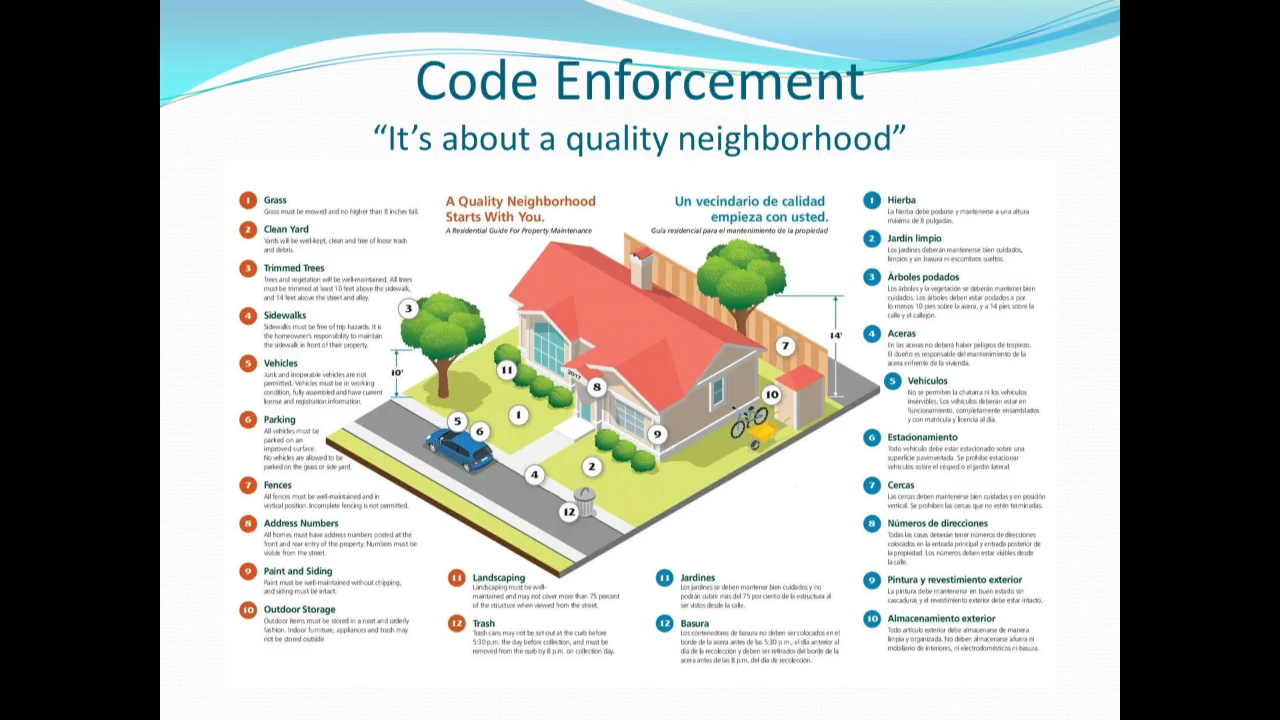 Code Enforcement
“It’s about a quality neighborhood”
1 Grass
Grass must be mowed and no higher than 8 inches tall.
2 Clean Yard
Yards will be well-kept, clean and free of loose trash
and debris.
3 Trimmed Trees
Trees and vegetation will be well-maintained. All trees
must be trimmed at least 10 feet above the sidewalk,
and 14 feet above the street and alley.
4 Sidewalks
Sidewalks must be free of trip hazards. It is
the homeowner's responsibility to maintain
the sidewalk in front of their property.
5 Vehicles
Junk and inoperable vehicles are not
permitted. Vehicles must be in working
condition, fully assembled and have current
license and registration information.
6 Parking
All vehicles must be
parked on an
improved surface.
No vehicles are allowed to be
parked on the grass or side yard.
7 Fences
All fences must be well-maintained and in
vertical position. Incomplete fencing is not permitted.
8 Address Numbers
All homes must have address numbers posted at the
front and rear entry of the property. Numbers must be
visible from the street.
9 Paint and Siding
Paint must be well-maintained without chipping,
and siding must be intact.
10 Outdoor Storage
Outdoor items must be stored in a neat and orderly
fashion. Indoor furniture, appliances and trash may
not be stored outside.
A Quality Neighborhood
Starts With You.
A Residential Guide For Property Maintenance
Un vecindario de calidad
empieza con usted.
Guía residencial para el mantenimiento de la propiedad
3
10'
11
2017
8
7
14'
10
1
5
6
9
2
4
12
11 Landscaping
Landscaping must be well-
maintained and may not cover more than 75 percent
of the structure when viewed from the street.
12 Trash
Trash cans may not be set out at the curb before
5:30 p.m. the day before collection, and must be
removed from the curb by 8 p.m. on collection day.
11 Jardines
Los jardines se deben mantener bien cuidados y no
podrán cubrir más del 75 por ciento de la estructura al
ser vistos desde la calle.
12 Basura
Los contenedores de basura no deben ser colocados en el
borde de la acera antes de las 5:30 p.m., el día anterior al
día de la recolección y deben ser retirados del borde de la
acera antes de las 8 p.m. del día de recolección.
1 Hierba
La hierba debe podarse y mantenerse a una altura
máxima de 8 pulgadas.
2 Jardín limpio
Los jardines deberán mantenerse bien cuidados,
limpios y sin basura ni escombros sueltos.
3 Árboles podados
Los árboles y la vegetación se deberán mantener bien
cuidados. Los árboles deben estar podados a por
lo menos 10 pies sobre la acera, y a 14 pies sobre la
calle y el callejón.
4 Aceras
En las aceras no deberá haber peligros de tropiezo.
El dueño es responsable del mantenimiento de la
acera enfrente de la vivienda.
5 Vehículos
No se permiten la chatarra ni los vehículos
inservibles. Los vehículos deberán estar en
funcionamiento, completamente ensamblados
y con matrícula y licencia al día.
6 Estacionamiento
Todo vehículo debe estar estacionado sobre una
superficie pavimentada. Se prohíbe estacionar
vehículos sobre el césped o el jardín lateral.
7 Cercas
Las cercas deben mantenerse bien cuidadas y en posición
vertical. Se prohíben las cercas que no estén terminadas.
8 Números de direcciones
Todas las casas deberán tener números de direcciones
colocados en la entrada principal y entrada posterior de
la propiedad. Los números deben estar visibles desde
la calle.
9 Pintura y revestimiento exterior
La pintura debe mantenerse en buen estado sin
cascaduras y el revestimiento exterior debe estar intacto.
10 Almacenamiento exterior
Todo artículo exterior debe almacenarse de manera
limpia y organizada. No deben almacenarse afuera ni
mobiliario de interiores, ni electrodomésticos ni basura.